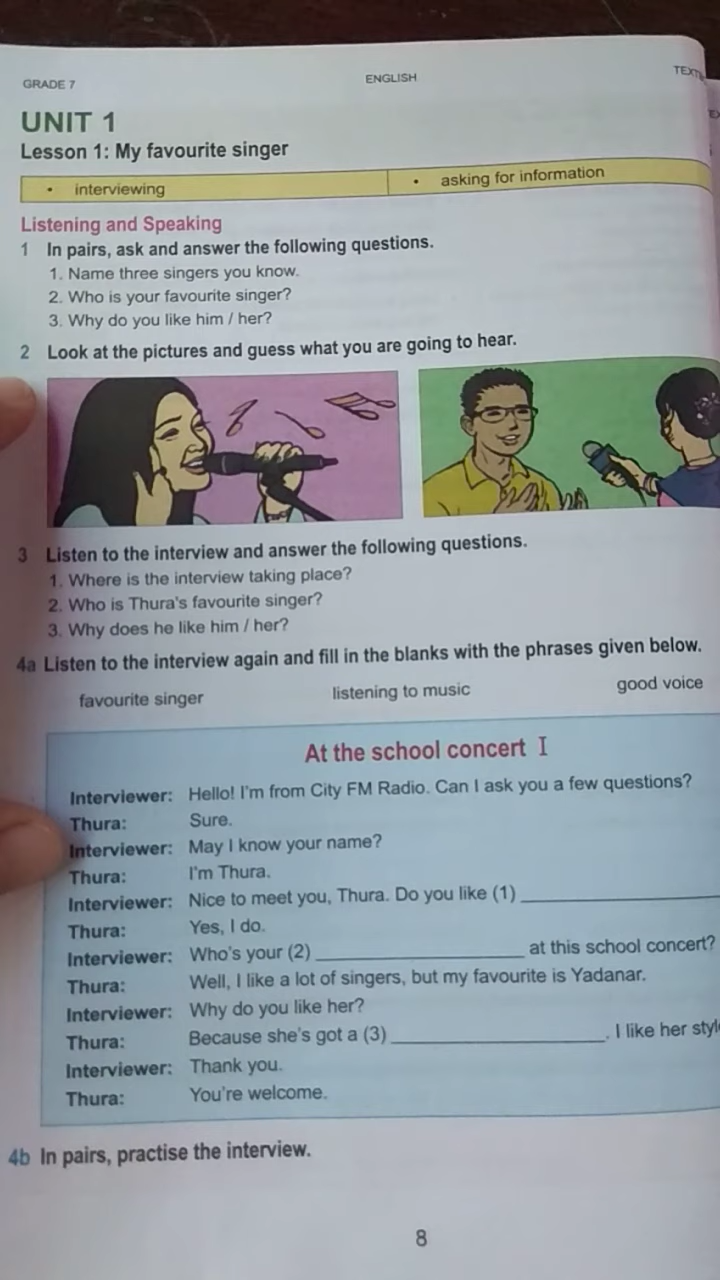 GRADE 7 ENGLISH
UNIT 1
Lesson 1: My favourite singer
• interviewing • asking for information
Listening and Speaking
1 In pairs, ask and answer the following questions.
1. Name three singers you know.
2. Who is your favourite singer?
3. Why do you like him / her?
2 Look at the pictures and guess what you are going to hear.
3 Listen to the interview and answer the following questions.
1. Where is the interview taking place?
2. Who is Thura's favourite singer?
3. Why does he like him / her?
4a Listen to the interview again and fill in the blanks with the phrases given below.
favourite singer listening to music good voice
At the school concert
Interviewer: Hello! I'm from City FM Radio. Can I ask you a few questions?
Thura: Sure.
Interviewer: May I know your name?
Thura: I'm Thura.
Interviewer: Nice to meet you, Thura. Do you like (1) ____________________
Thura: Yes, I do.
Interviewer: Who's your (2) ____________________ at this school concert?
Thura: Well, I like a lot of singers, but my favourite is Yadanar.
Interviewer: Why do you like her?
Thura: Because she's got a (3) ____________________. I like her
Interviewer: Thank you.
Thura: You're welcome.
4b In pairs, practise the interview.
8